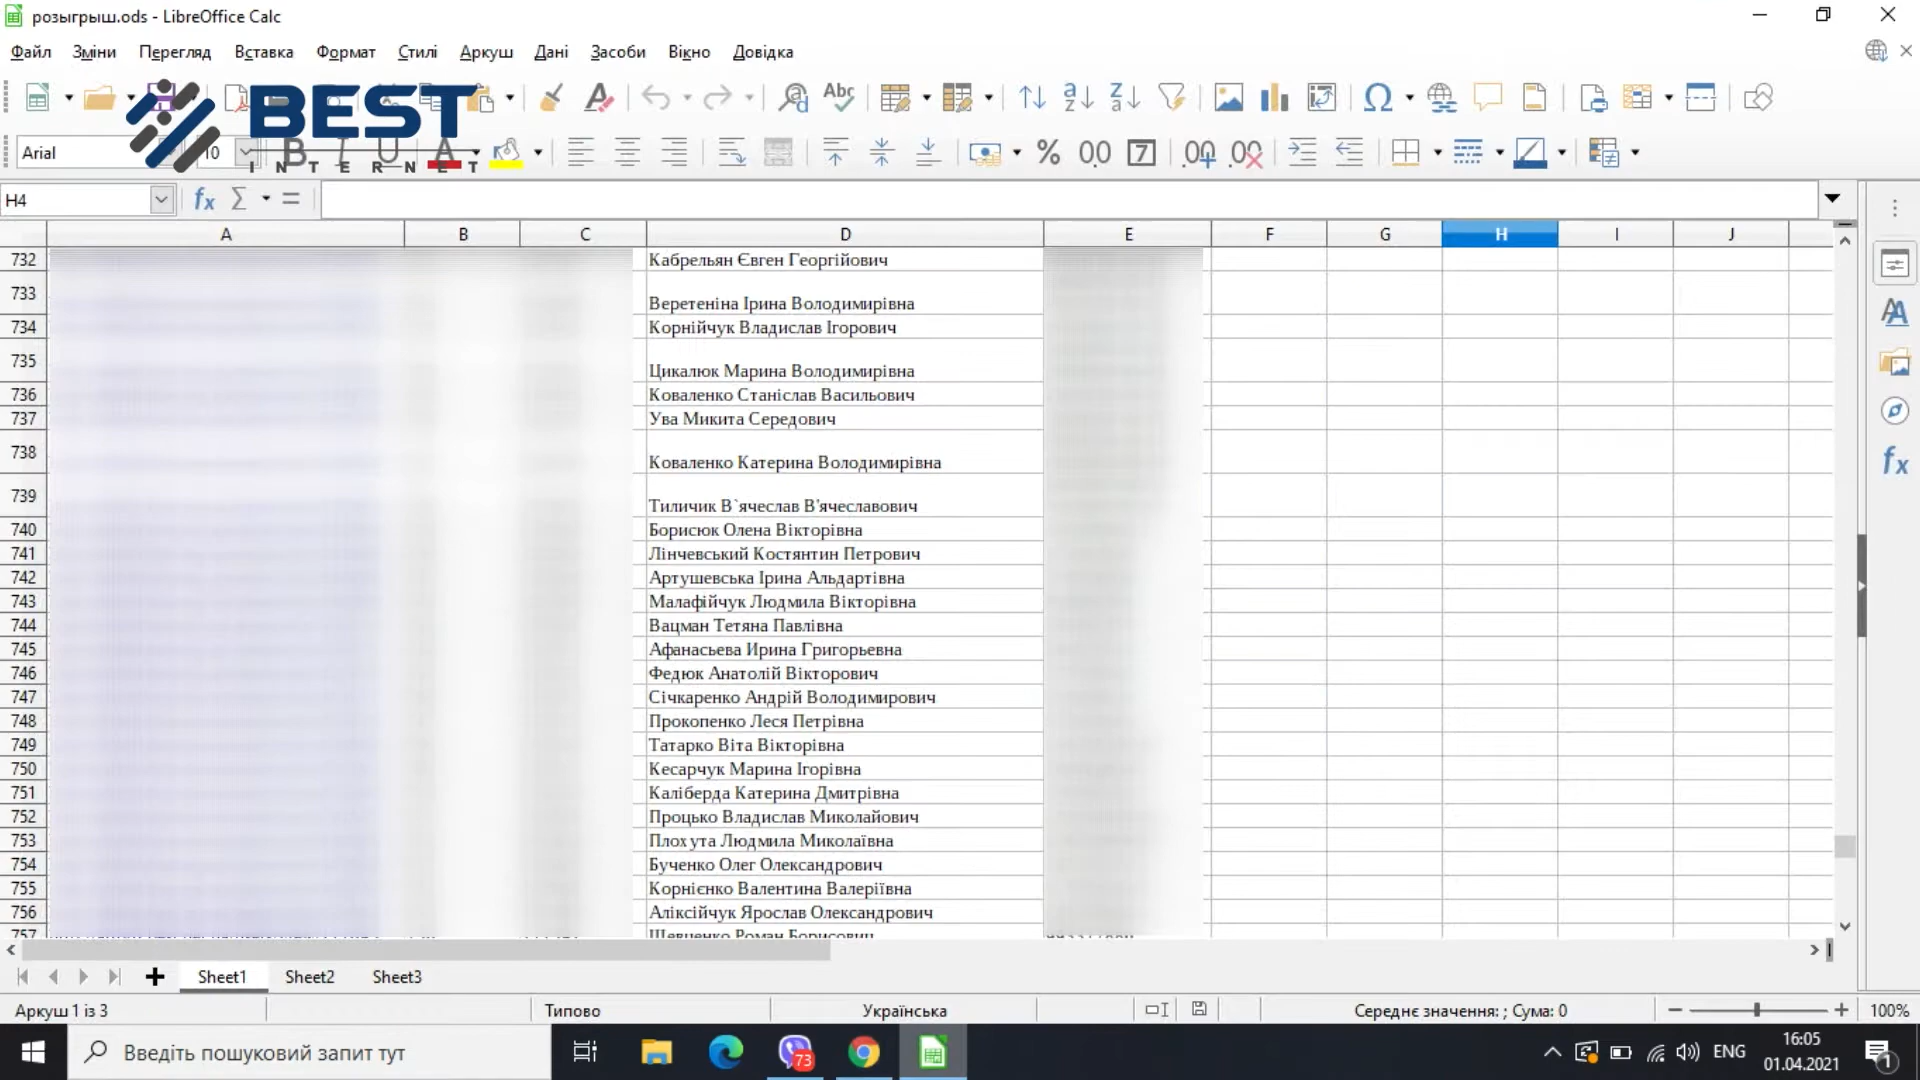 розыгрыш.ods - LibreOffice Calc
Файл Зміни Перегляд Вставка Формат Стилі Аркуш Дані Засоби Вікно Довідка
BEST
INTERNET
Arial
10
H4
A B C D E F G H I J
732 Кабрельян Євген Георгійович
733 Веретеніна Ірина Володимирівна
734 Корнійчук Владислав Ігорович
735 Цикалюк Марина Володимирівна
736 Коваленко Станіслав Васильович
737 Ува Микита Середович
738 Коваленко Катерина Володимирівна
739 Тиличик В`ячеслав В'ячеславович
740 Борисюк Олена Вікторівна
741 Лінчевський Костянтин Петрович
742 Артушевська Ірина Альдартівна
743 Малафійчук Людмила Вікторівна
744 Вацман Тетяна Павлівна
745 Афанасьева Ирина Григорьевна
746 Федюк Анатолій Вікторович
747 Січкаренко Андрій Володимирович
748 Прокопенко Леся Петрівна
749 Татарко Віта Вікторівна
750 Кесарчук Марина Ігорівна
751 Каліберда Катерина Дмитрівна
752 Процько Владислав Миколайович
753 Плохута Людмила Миколаївна
754 Бученко Олег Олександрович
755 Корнієнко Валентина Валеріївна
756 Аліксійчук Ярослав Олександрович
757 Шевченко Роман Борисович
Sheet1 Sheet2 Sheet3
Аркуш 1 із 3 Типово Українська Середнє значення: ; Сума: 0 100%
Введіть пошуковий запит тут
73
ENG
16:05
01.04.2021
1